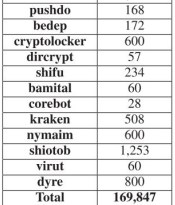 pushdo 168
bedep 172
cryptolocker 600
dircrypt 57
shifu 234
bamital 60
corebot 28
kraken 508
nymaim 600
shiotob 1,253
virut 60
dyre 800
Total 169,847